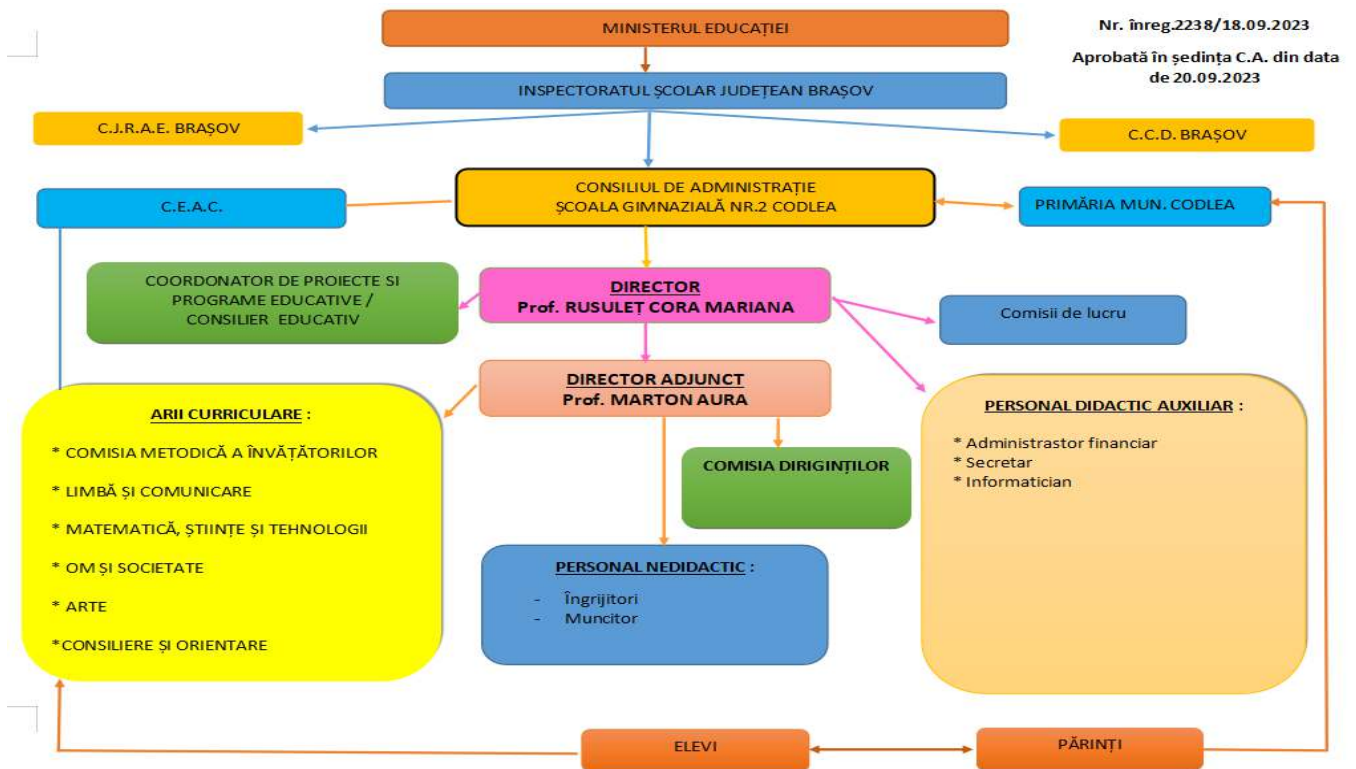 MINISTERUL EDUCAȚIEI
Nr. înreg.2238/18.09.2023
Aprobată în ședința C.A. din data
de 20.09.2023
INSPECTORATUL ȘCOLAR JUDEȚEAN BRAȘOV
C.J.R.A.E. BRAȘOV
C.C.D. BRAȘOV
CONSILIUL DE ADMINISTRAȚIE
ȘCOALA GIMNAZIALĂ NR.2 CODLEA
C.E.A.C.
PRIMĂRIA MUN. CODLEA
COORDONATOR DE PROIECTE SI
PROGRAME EDUCATIVE /
CONSILIER EDUCATIV
DIRECTOR
Prof. RUSULEȚ CORA MARIANA
Comisii de lucru
DIRECTOR ADJUNCT
Prof. MARTON AURA
ARII CURRICULARE :
* COMISIA METODICĂ A ÎNVĂȚĂTORILOR
* LIMBĂ ȘI COMUNICARE
* MATEMATICĂ, ȘTIINȚE ȘI TEHNOLOGII
* OM ȘI SOCIETATE
* ARTE
*CONSILIERE ȘI ORIENTARE
COMISIA DIRIGINȚILOR
PERSONAL DIDACTIC AUXILIAR :
* Administrastor financiar
* Secretar
* Informatician
PERSONAL NEDIDACTIC :
- Îngrijitori
- Muncitor
ELEVI
PĂRINȚI